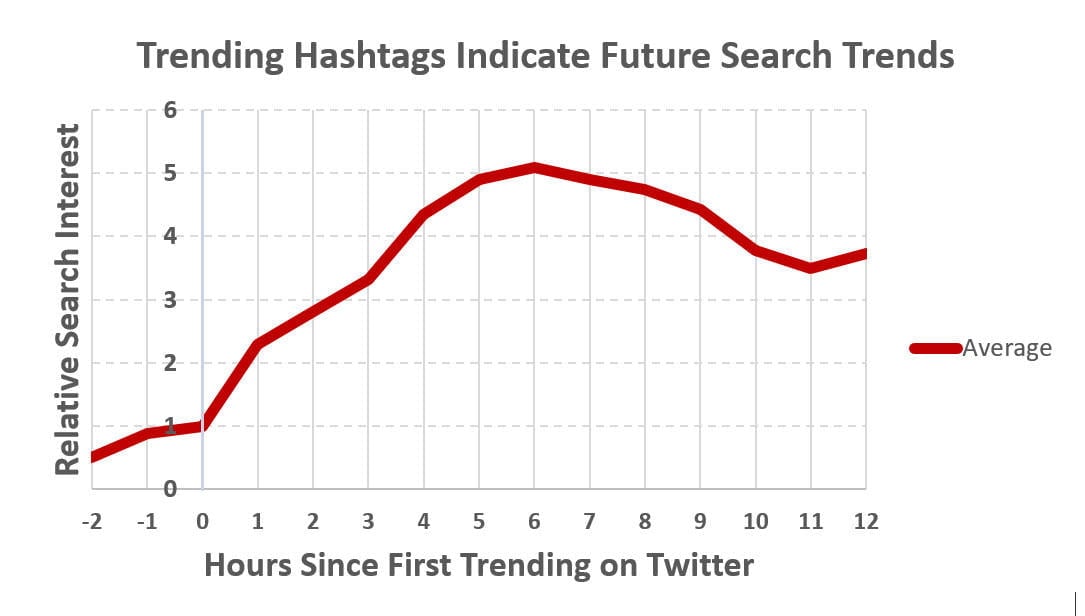 Trending Hashtags Indicate Future Search Trends
Relative Search Interest
6
5
4
3
2
1
0
-2 -1 0 1 2 3 4 5 6 7 8 9 10 11 12
Hours Since First Trending on Twitter
Average